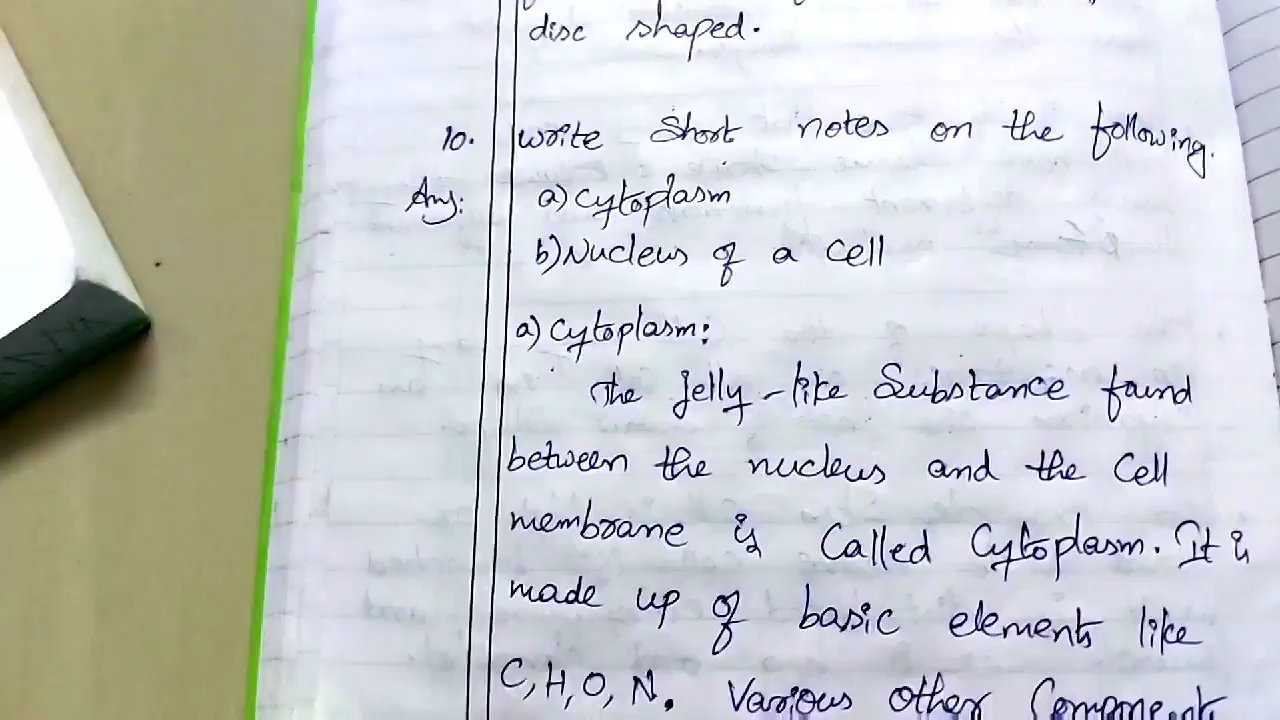 disc shaped.
10. Write Short notes on the following.
Ans: a) Cytoplasm
b) Nucleus of a cell
a) Cytoplasm:
The jelly-like Substance found
between the nucleus and the Cell
membrane is Called Cytoplasm. It is
made up of basic elements like
C, H, O, N. Various other Component